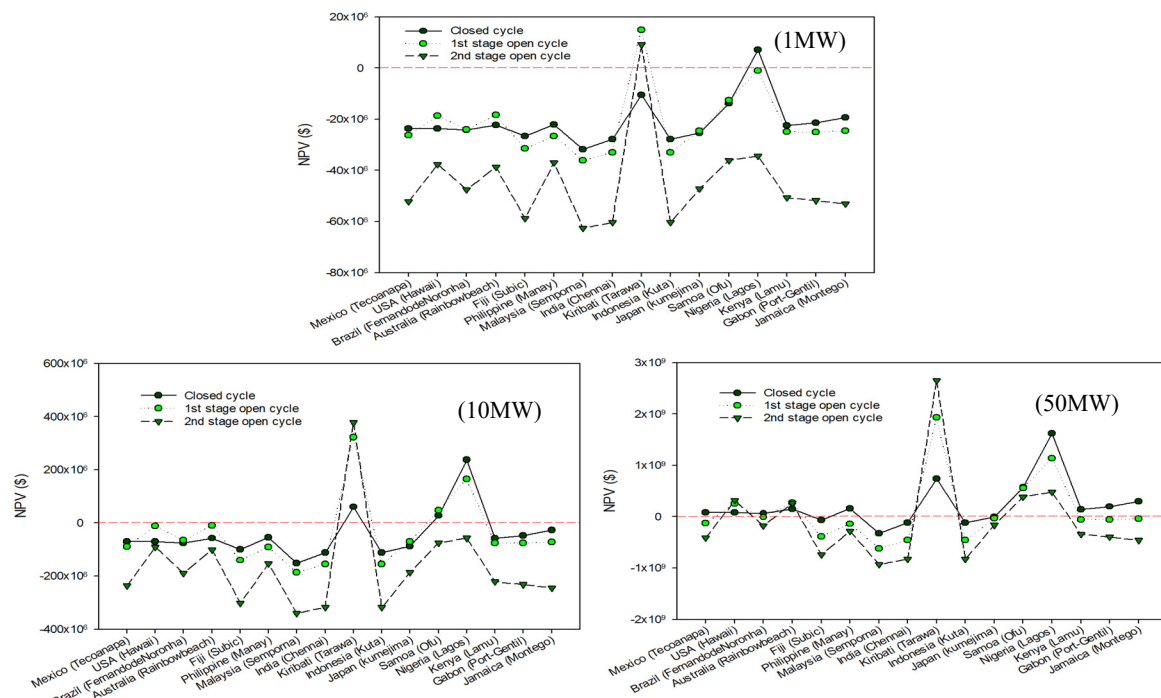 20x10⁶
0
-20x10⁶
-40x10⁶
-60x10⁶
-80x10⁶
NPV ($)
Closed cycle
1st stage open cycle
2nd stage open cycle
(1MW)
Mexico (Tecoanapa)
USA (Hawaii)
Brazil (FernandodeNoronha)
Australia (Rainbowbeach)
Fiji (Subic)
Philippine (Manay)
Malaysia (Semporna)
India (Chennai)
Kiribati (Tarawa)
Indonesia (Kuta)
Japan (kumejima)
Samoa (Ofu)
Nigeria (Lagos)
Kenya (Lamu)
Gabon (Port-Gentil)
Jamaica (Montego)
600x10⁶
400x10⁶
200x10⁶
0
-200x10⁶
-400x10⁶
NPV ($)
Closed cycle
1st stage open cycle
2nd stage open cycle
(10MW)
Mexico (Tecoanapa)
USA (Hawaii)
Brazil (FernandodeNoronha)
Australia (Rainbowbeach)
Fiji (Subic)
Philippine (Manay)
Malaysia (Semporna)
India (Chennai)
Kiribati (Tarawa)
Indonesia (Kuta)
Japan (kumejima)
Samoa (Ofu)
Nigeria (Lagos)
Kenya (Lamu)
Gabon (Port-Gentil)
Jamaica (Montego)
3x10⁹
2x10⁹
1x10⁹
0
-1x10⁹
-2x10⁹
NPV ($)
Closed cycle
1st stage open cycle
2nd stage open cycle
(50MW)
Mexico (Tecoanapa)
USA (Hawaii)
Brazil (FernandodeNoronha)
Australia (Rainbowbeach)
Fiji (Subic)
Philippine (Manay)
Malaysia (Semporna)
India (Chennai)
Kiribati (Tarawa)
Indonesia (Kuta)
Japan (kumejima)
Samoa (Ofu)
Nigeria (Lagos)
Kenya (Lamu)
Gabon (Port-Gentil)
Jamaica (Montego)